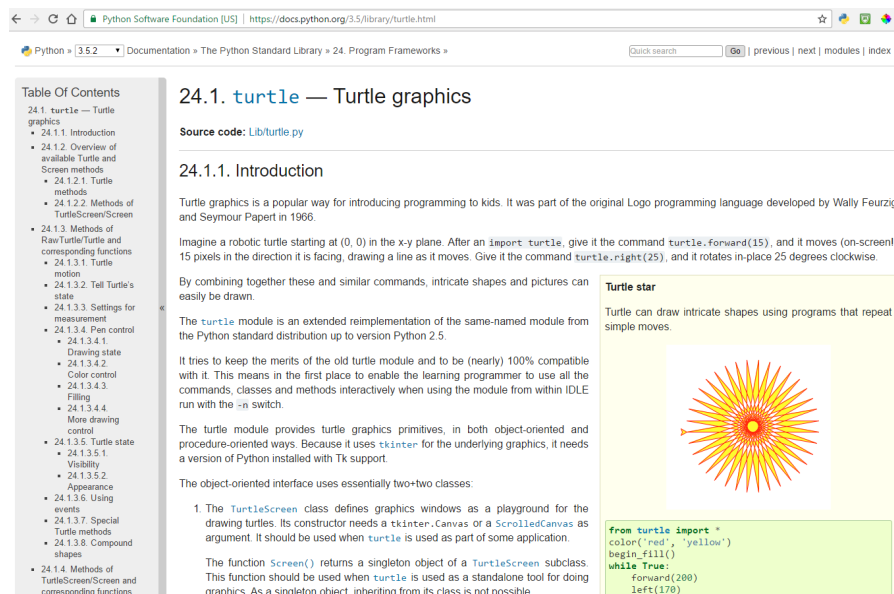 Python Software Foundation [US] | https://docs.python.org/3.5/library/turtle.html
Python » 3.5.2 Documentation » The Python Standard Library » 24. Program Frameworks »
Quick search Go | previous | next | modules | index
Table Of Contents
24.1. turtle — Turtle
graphics
24.1.1. Introduction
24.1.2. Overview of
available Turtle and
Screen methods
24.1.2.1. Turtle
methods
24.1.2.2. Methods of
TurtleScreen/Screen
24.1.3. Methods of
RawTurtle/Turtle and
corresponding functions
24.1.3.1. Turtle
motion
24.1.3.2. Tell Turtle's
state
24.1.3.3. Settings for
measurement
24.1.3.4. Pen control
24.1.3.4.1.
Drawing state
24.1.3.4.2.
Color control
24.1.3.4.3.
Filling
24.1.3.4.4.
More drawing
control
24.1.3.5. Turtle state
24.1.3.5.1.
Visibility
24.1.3.5.2.
Appearance
24.1.3.6. Using
events
24.1.3.7. Special
Turtle methods
24.1.3.8. Compound
shapes
24.1.4. Methods of
TurtleScreen/Screen and
corresponding functions
«
24.1. turtle — Turtle graphics
Source code: Lib/turtle.py
24.1.1. Introduction
Turtle graphics is a popular way for introducing programming to kids. It was part of the original Logo programming language developed by Wally Feurzig
and Seymour Papert in 1966.
Imagine a robotic turtle starting at (0, 0) in the x-y plane. After an import turtle, give it the command turtle.forward(15), and it moves (on-screen!
15 pixels in the direction it is facing, drawing a line as it moves. Give it the command turtle.right(25), and it rotates in-place 25 degrees clockwise.
By combining together these and similar commands, intricate shapes and pictures can
easily be drawn.
The turtle module is an extended reimplementation of the same-named module from
the Python standard distribution up to version Python 2.5.
It tries to keep the merits of the old turtle module and to be (nearly) 100% compatible
with it. This means in the first place to enable the learning programmer to use all the
commands, classes and methods interactively when using the module from within IDLE
run with the -n switch.
The turtle module provides turtle graphics primitives, in both object-oriented and
procedure-oriented ways. Because it uses tkinter for the underlying graphics, it needs
a version of Python installed with Tk support.
The object-oriented interface uses essentially two+two classes:
1. The TurtleScreen class defines graphics windows as a playground for the
drawing turtles. Its constructor needs a tkinter.Canvas or a ScrolledCanvas as
argument. It should be used when turtle is used as part of some application.
The function Screen() returns a singleton object of a TurtleScreen subclass.
This function should be used when turtle is used as a standalone tool for doing
graphics. As a singleton object, inheriting from its class is not possible.
Turtle star
Turtle can draw intricate shapes using programs that repeat
simple moves.
from turtle import *
color('red', 'yellow')
begin_fill()
while True:
forward(200)
left(170)